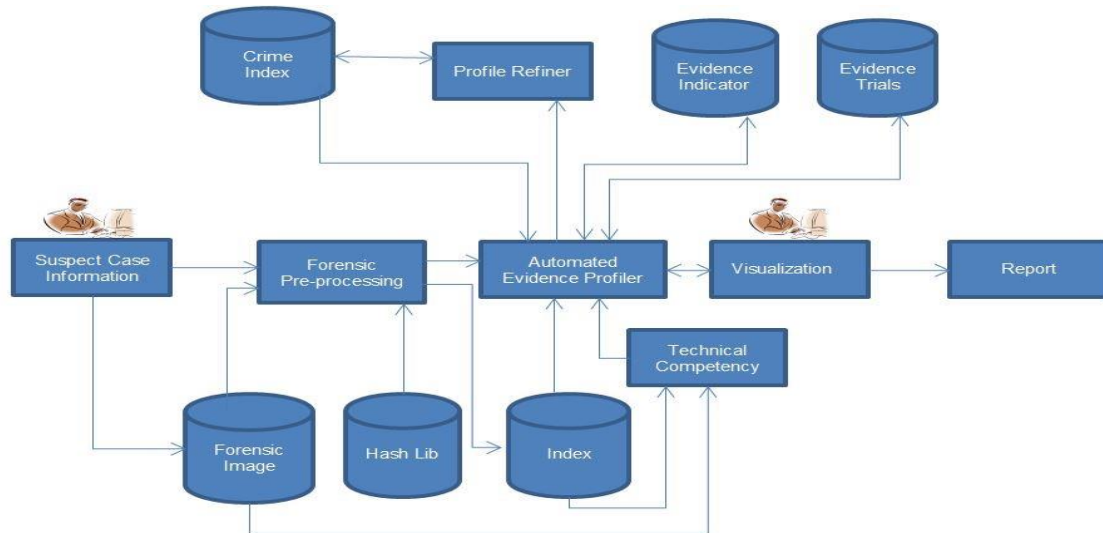 Crime
Index
Profile Refiner
Evidence
Indicator
Evidence
Trials
Suspect Case
Information
Forensic
Pre-processing
Automated
Evidence Profiler
Visualization
Report
Technical
Competency
Forensic
Image
Hash Lib
Index